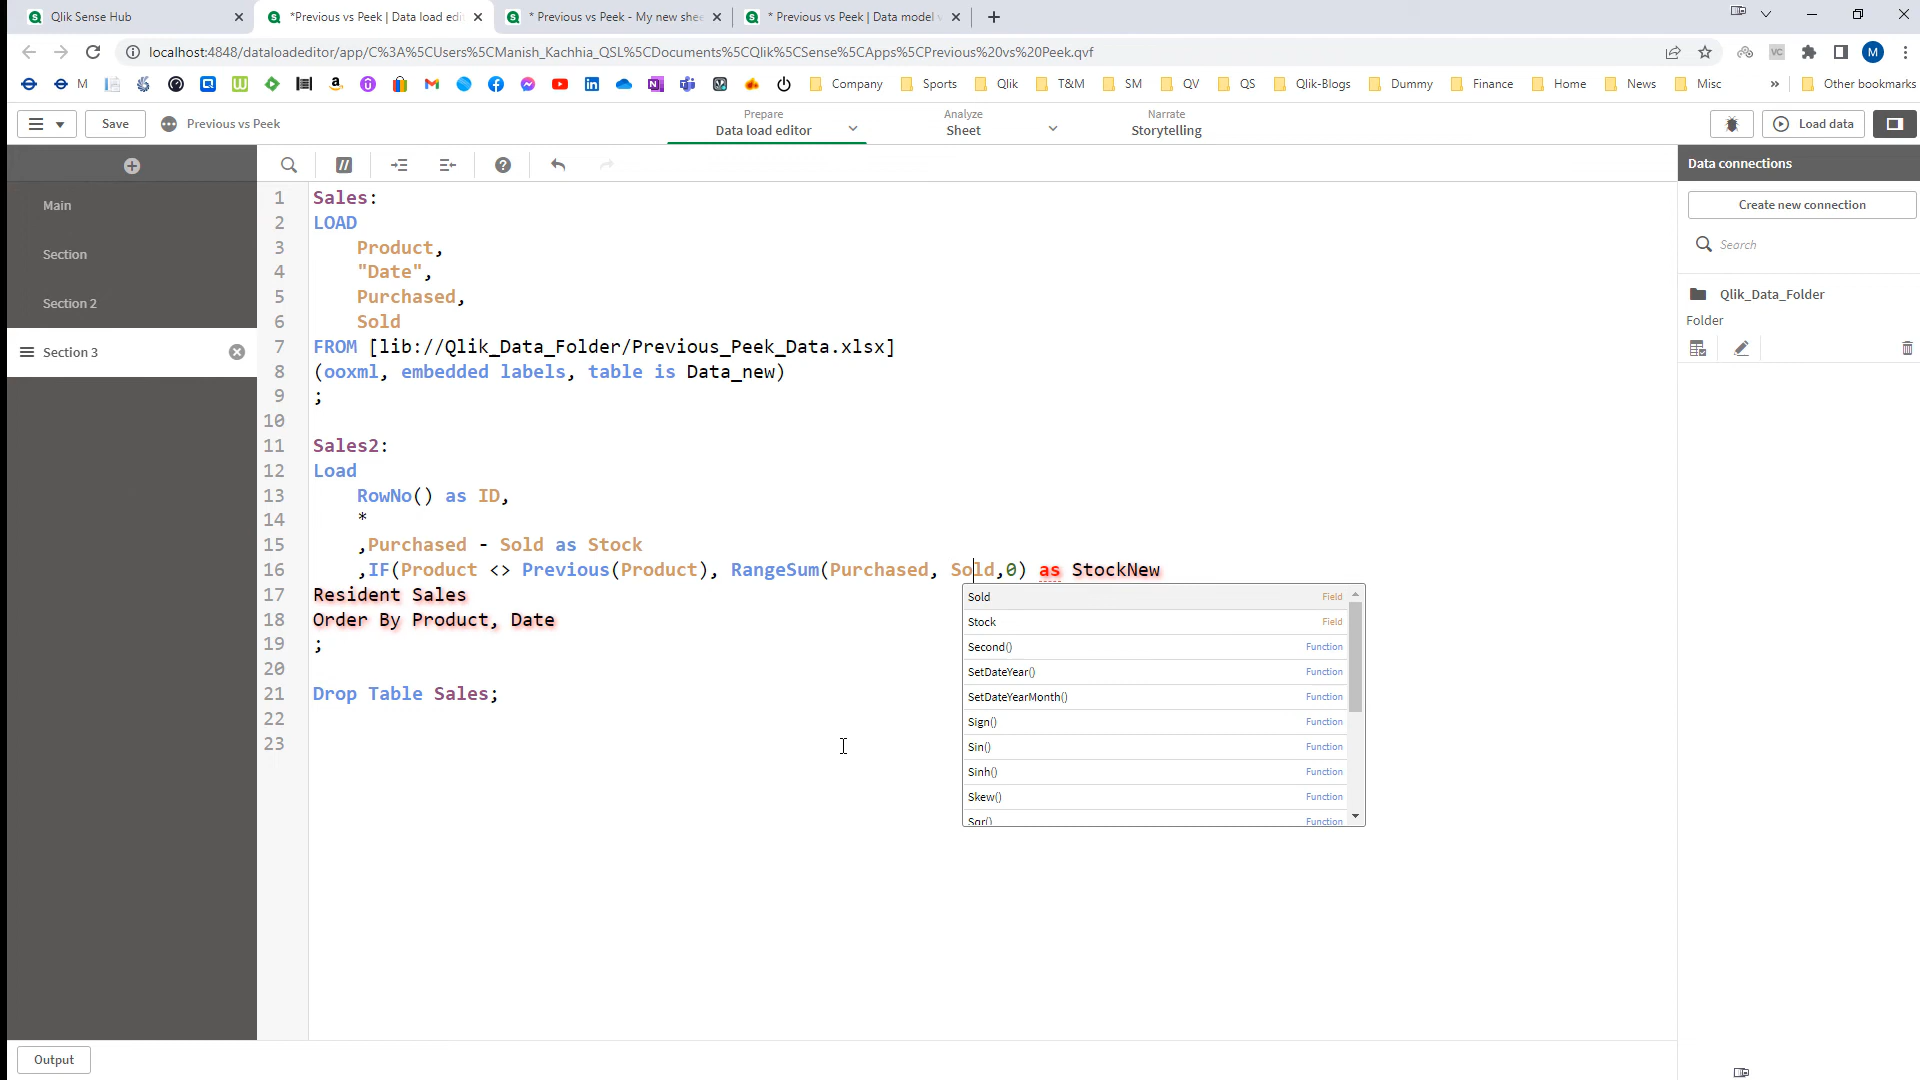 Qlik Sense Hub
*Previous vs Peek | Data load edi
* Previous vs Peek - My new she
* Previous vs Peek | Data model v
localhost:4848/dataloadeditor/app/C%3A%5CUsers%5CManish_Kachhia_QSL%5CDocuments%5CQlik%5CSense%5CApps%5CPrevious%20vs%20Peek.qvf
M
M
VC
Company
Sports
Qlik
T&M
SM
QV
QS
Qlik-Blogs
Dummy
Finance
Home
News
Misc
»
Other bookmarks
Save
Previous vs Peek
Prepare
Data load editor
Analyze
Sheet
Narrate
Storytelling
Load data
Main
Section
Section 2
Section 3
1 Sales:
2 LOAD
3 Product,
4 "Date",
5 Purchased,
6 Sold
7 FROM [lib://Qlik_Data_Folder/Previous_Peek_Data.xlsx]
8 (ooxml, embedded labels, table is Data_new)
9 ;
10
11 Sales2:
12 Load
13 RowNo() as ID,
14 *
15 ,Purchased - Sold as Stock
16 ,IF(Product <> Previous(Product), RangeSum(Purchased, Sold,0) as StockNew
17 Resident Sales
18 Order By Product, Date
19 ;
20
21 Drop Table Sales;
22
23
Sold Field
Stock Field
Second() Function
SetDateYear() Function
SetDateYearMonth() Function
Sign() Function
Sin() Function
Sinh() Function
Skew() Function
Sqr() Function
Data connections
Create new connection
Search
Qlik_Data_Folder
Folder
Output